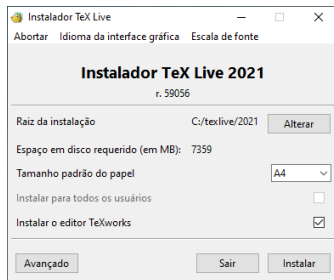 Instalador TeX Live
Abortar Idioma da interface gráfica Escala de fonte
Instalador TeX Live 2021
r. 59056
Raiz da instalação C:/texlive/2021 Alterar
Espaço em disco requerido (em MB): 7359
Tamanho padrão do papel A4
Instalar para todos os usuários
Instalar o editor TeXworks
Avançado Sair Instalar